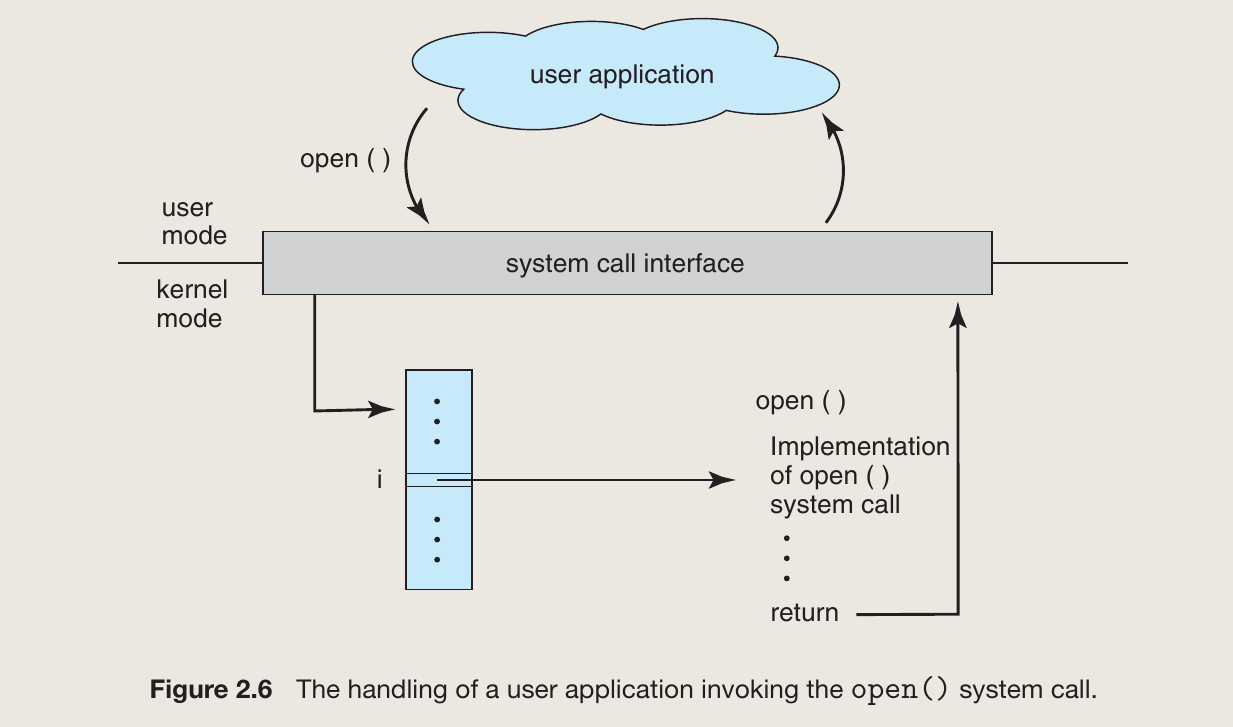 user application
open ( )
user
mode
system call interface
kernel
mode
open ( )
Implementation
of open ( )
system call
i
return
Figure 2.6 The handling of a user application invoking the open() system call.